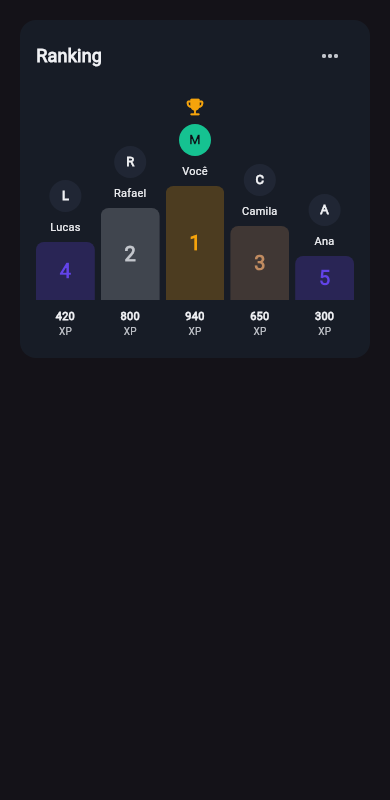 Ranking
M
Você
R
Rafael
C
Camila
L
Lucas
A
Ana
4
2
1
3
5
420 800 940 650 300
XP XP XP XP XP